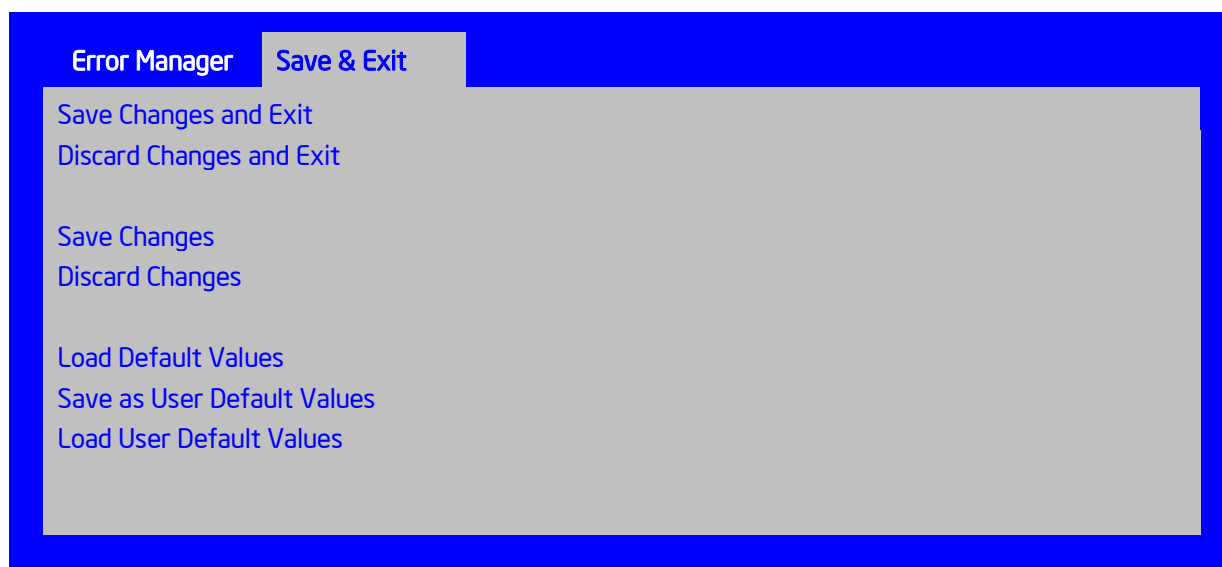 Error Manager Save & Exit
Save Changes and Exit
Discard Changes and Exit
Save Changes
Discard Changes
Load Default Values
Save as User Default Values
Load User Default Values